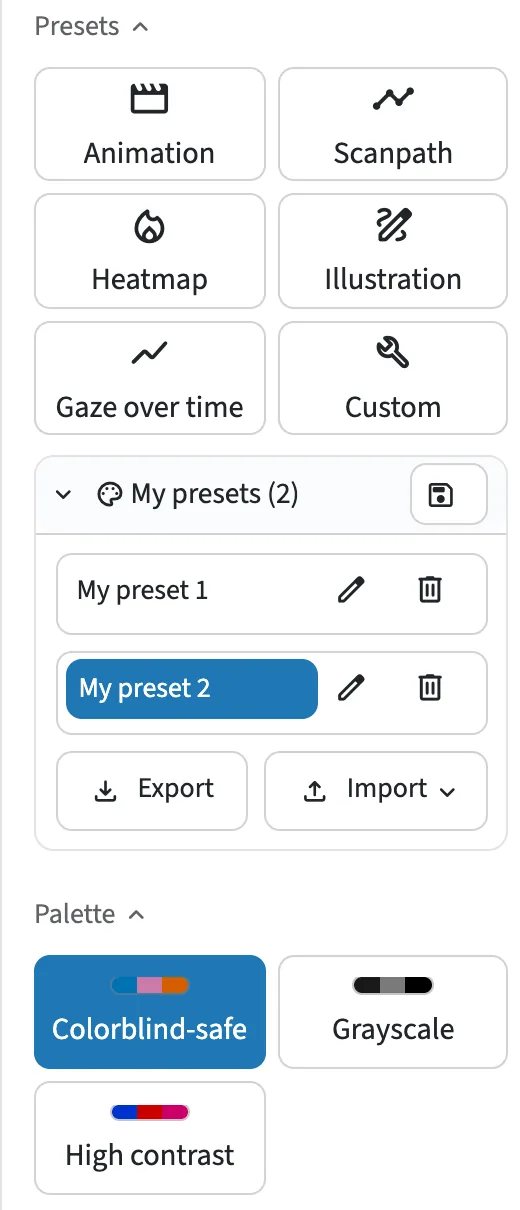 Presets
Animation
Scanpath
Heatmap
Illustration
Gaze over time
Custom
My presets (2)
My preset 1
My preset 2
Export
Import
Palette
Colorblind-safe
Grayscale
High contrast